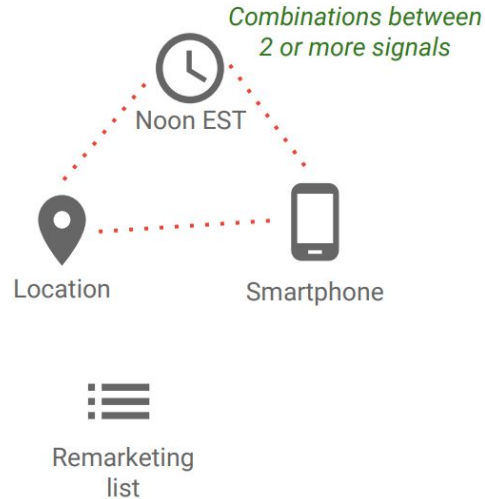 Combinations between
2 or more signals
Noon EST
Location
Smartphone
Remarketing
list